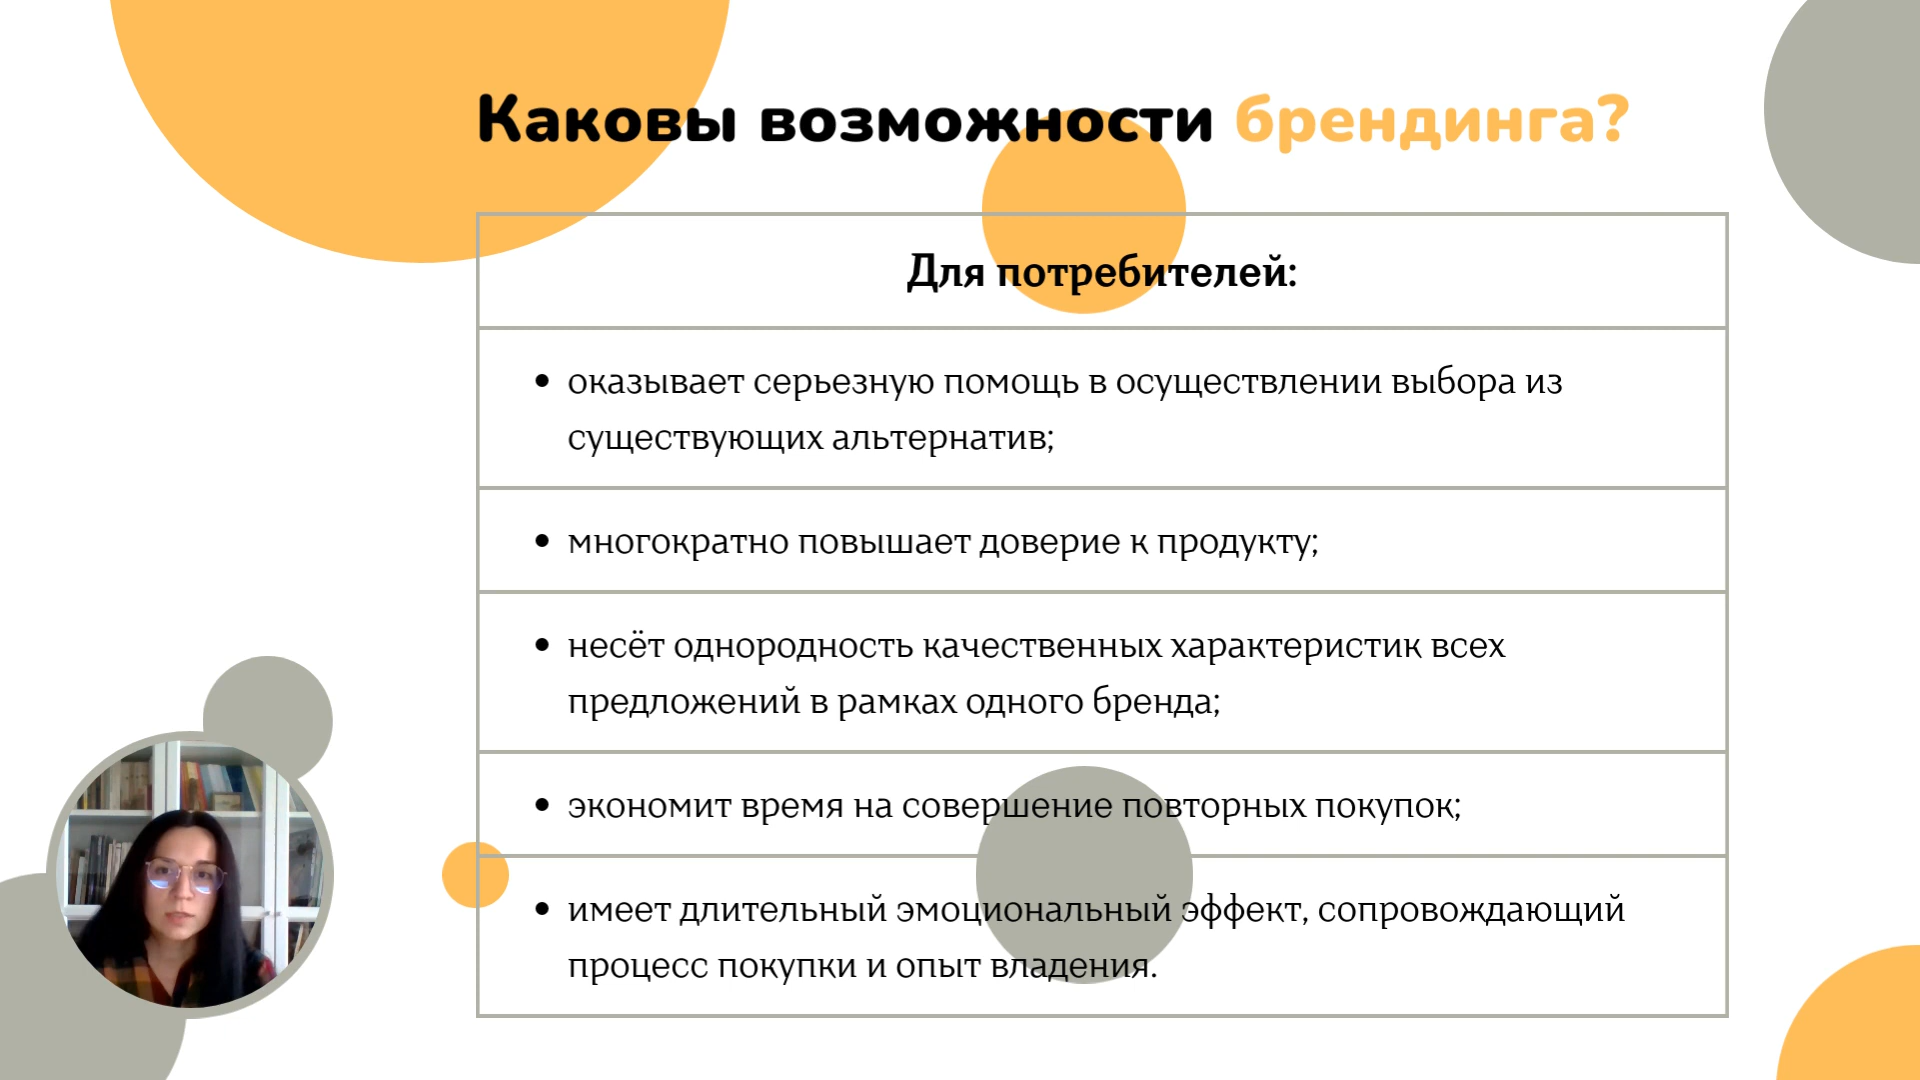 Каковы возможности брендинга?
Для потребителей:
• оказывает серьезную помощь в осуществлении выбора из
существующих альтернатив;
• многократно повышает доверие к продукту;
• несёт однородность качественных характеристик всех
предложений в рамках одного бренда;
• экономит время на совершение повторных покупок;
• имеет длительный эмоциональный эффект, сопровождающий
процесс покупки и опыт владения.